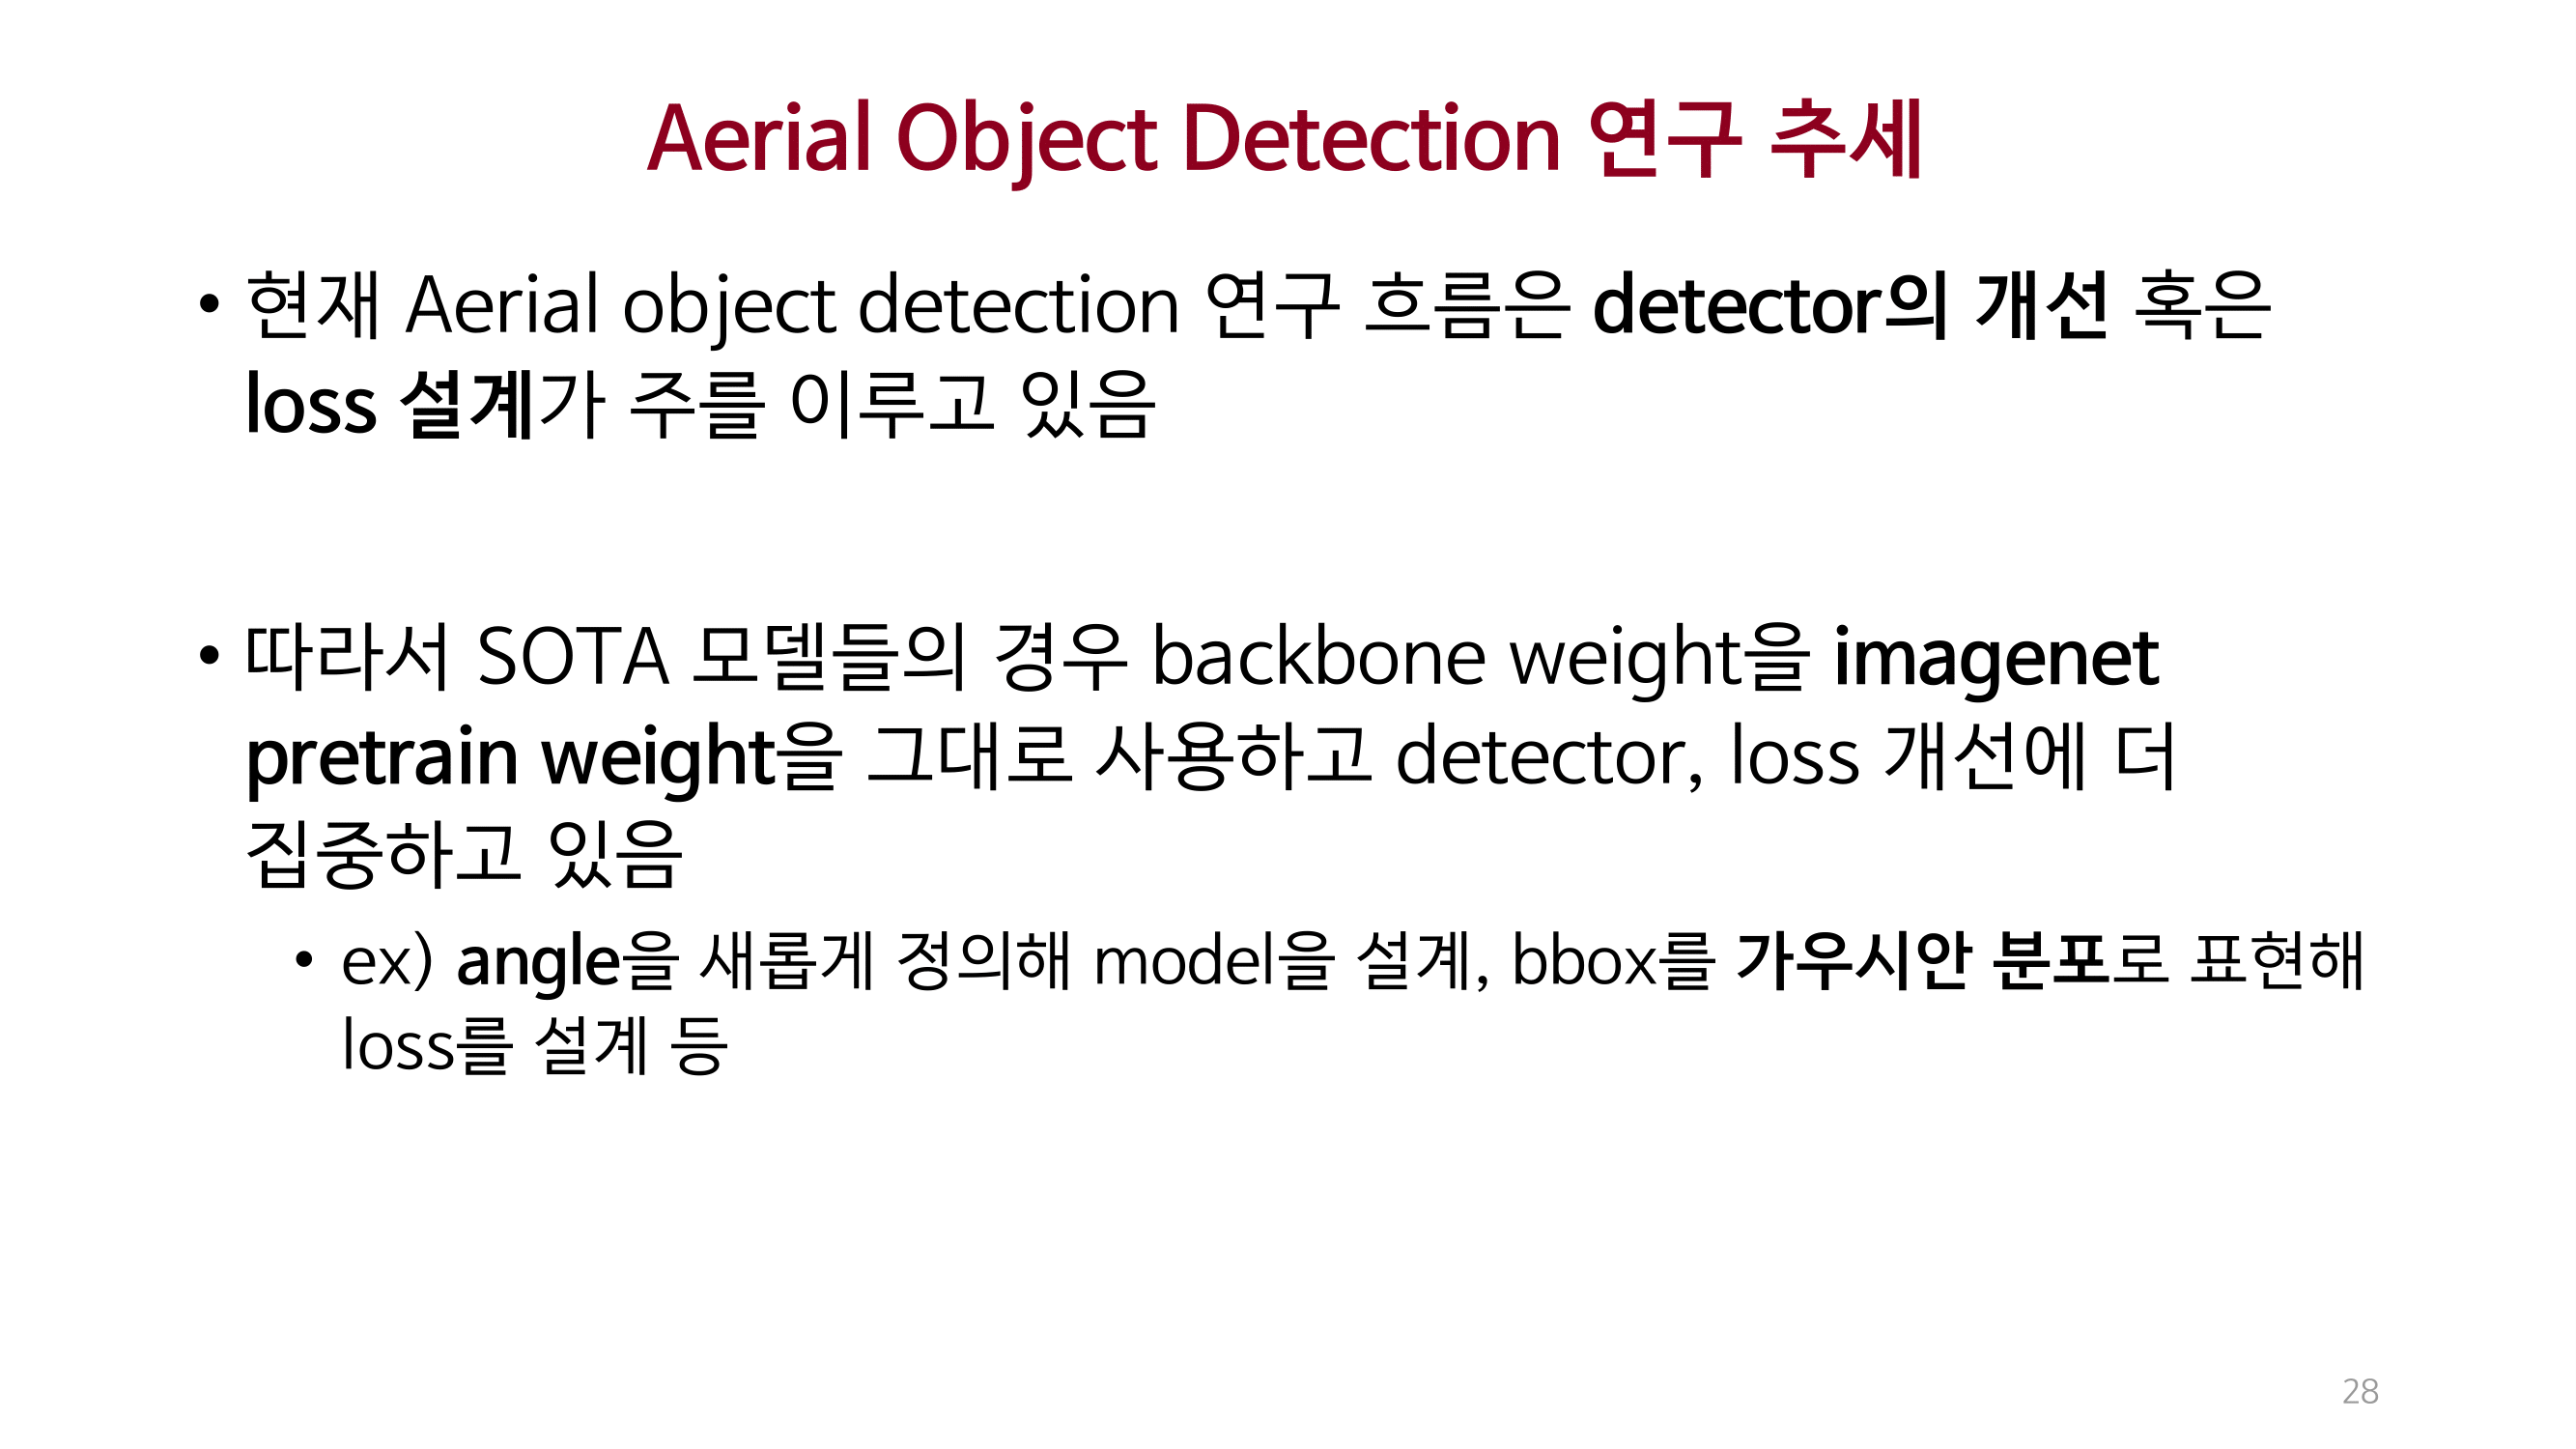 Aerial Object Detection 연구 추세
• 현재 Aerial object detection 연구 흐름은 detector의 개선 혹은
loss 설계가 주를 이루고 있음
• 따라서 SOTA 모델들의 경우 backbone weight을 imagenet
pretrain weight을 그대로 사용하고 detector, loss 개선에 더
집중하고 있음
• ex) angle을 새롭게 정의해 model을 설계, bbox를 가우시안 분포로 표현해
loss를 설계 등
28